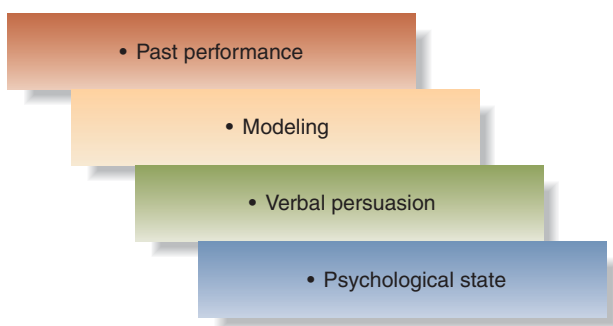 • Past performance
• Modeling
• Verbal persuasion
• Psychological state